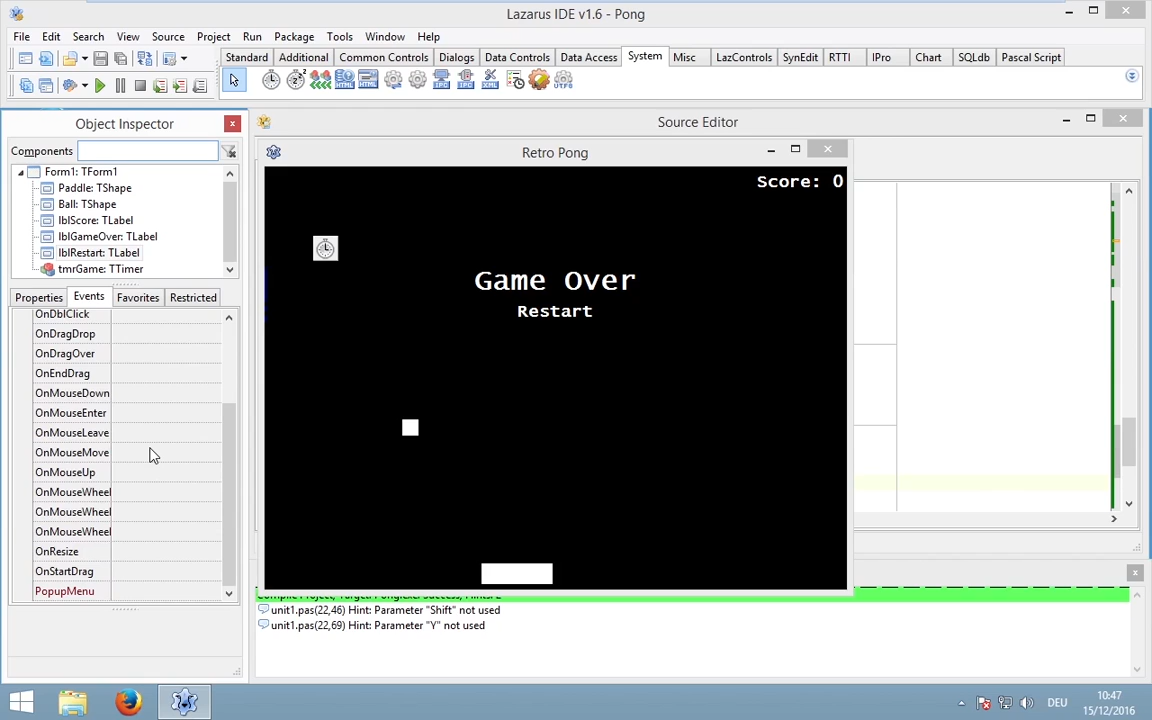 Lazarus IDE v1.6 - Pong
File Edit Search View Source Project Run Package Tools Window Help
Standard Additional Common Controls Dialogs Data Controls Data Access System Misc LazControls SynEdit RTTI IPro Chart SQLdb Pascal Script
Object Inspector
Source Editor
Components
Form1: TForm1
Paddle: TShape
Ball: TShape
lblScore: TLabel
lblGameOver: TLabel
lblRestart: TLabel
tmrGame: TTimer
Properties Events Favorites Restricted
OnDblClick
OnDragDrop
OnDragOver
OnEndDrag
OnMouseDown
OnMouseEnter
OnMouseLeave
OnMouseMove
OnMouseUp
OnMouseWheel
OnMouseWheel
OnMouseWheel
OnResize
OnStartDrag
PopupMenu
Retro Pong
Score: 0
Game Over
Restart
unit1.pas(22,46) Hint: Parameter "Shift" not used
unit1.pas(22,69) Hint: Parameter "Y" not used
DEU
10:47
15/12/2016